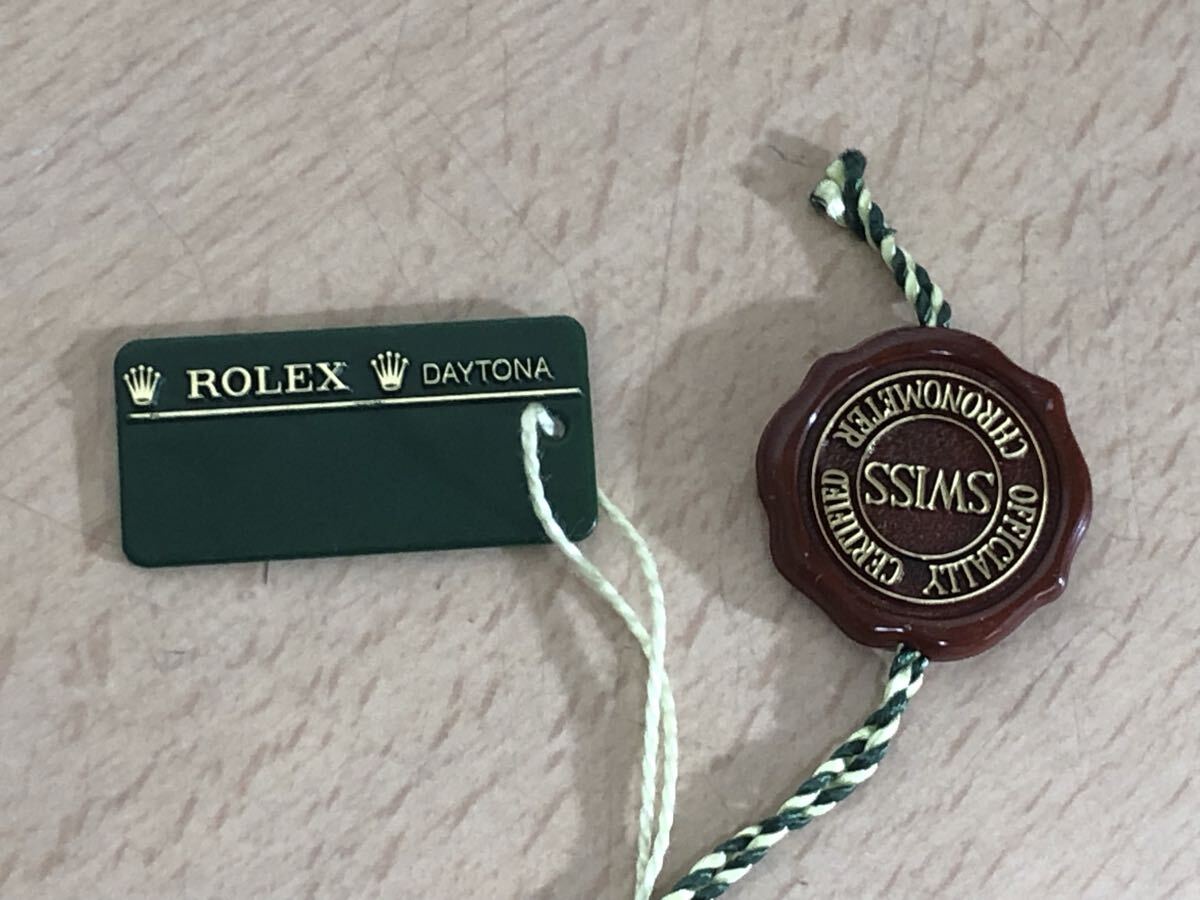 ROLEX DAYTONA
OFFICIALLY CERTIFIED
CHRONOMETER
SWISS